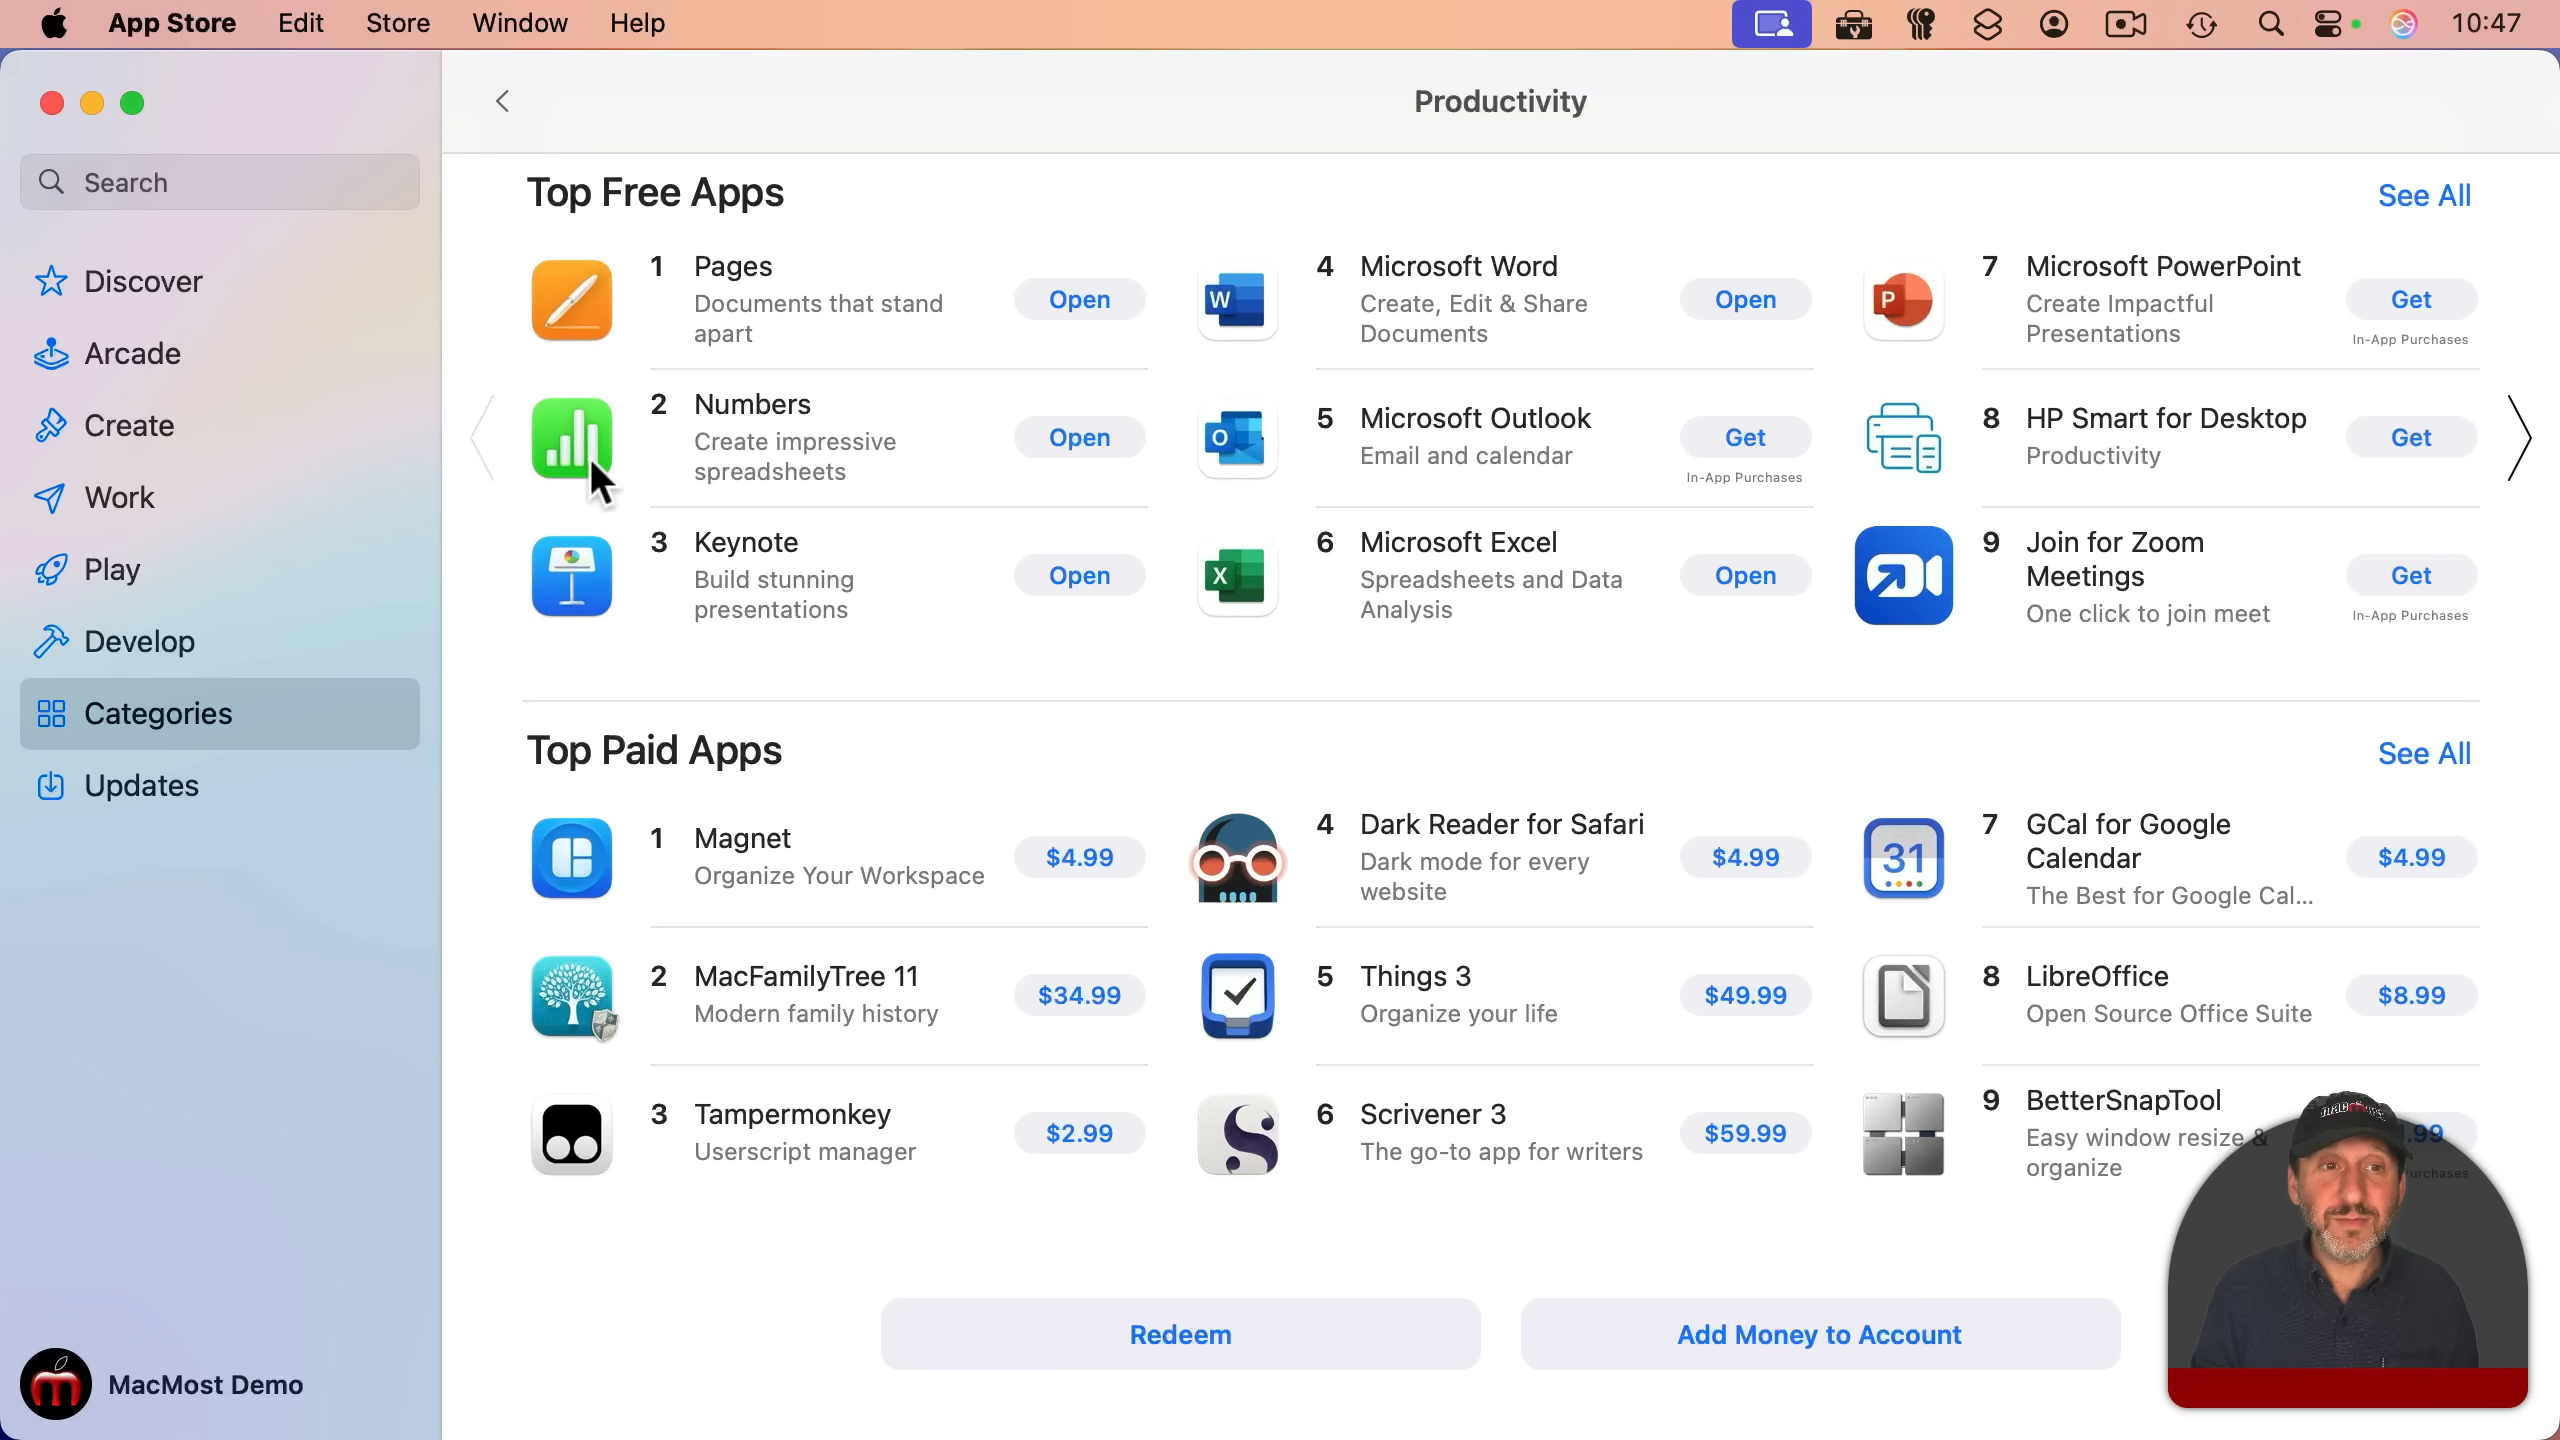 App Store Edit Store Window Help 10:47
Productivity
Search
Discover
Arcade
Create
Work
Play
Develop
Categories
Updates
MacMost Demo
Top Free Apps See All
1 Pages
Documents that stand
apart
Open
2 Numbers
Create impressive
spreadsheets
Open
3 Keynote
Build stunning
presentations
Open
4 Microsoft Word
Create, Edit & Share
Documents
Open
5 Microsoft Outlook
Email and calendar
Get
In-App Purchases
6 Microsoft Excel
Spreadsheets and Data
Analysis
Open
7 Microsoft PowerPoint
Create Impactful
Presentations
Get
In-App Purchases
8 HP Smart for Desktop
Productivity
Get
9 Join for Zoom
Meetings
One click to join meet
Get
In-App Purchases
Top Paid Apps See All
1 Magnet
Organize Your Workspace
$4.99
2 MacFamilyTree 11
Modern family history
$34.99
3 Tampermonkey
Userscript manager
$2.99
4 Dark Reader for Safari
Dark mode for every
website
$4.99
5 Things 3
Organize your life
$49.99
6 Scrivener 3
The go-to app for writers
$59.99
7 GCal for Google
Calendar
The Best for Google Cal...
$4.99
31
8 LibreOffice
Open Source Office Suite
$8.99
9 BetterSnapTool
Easy window resize &
organize
Redeem
Add Money to Account